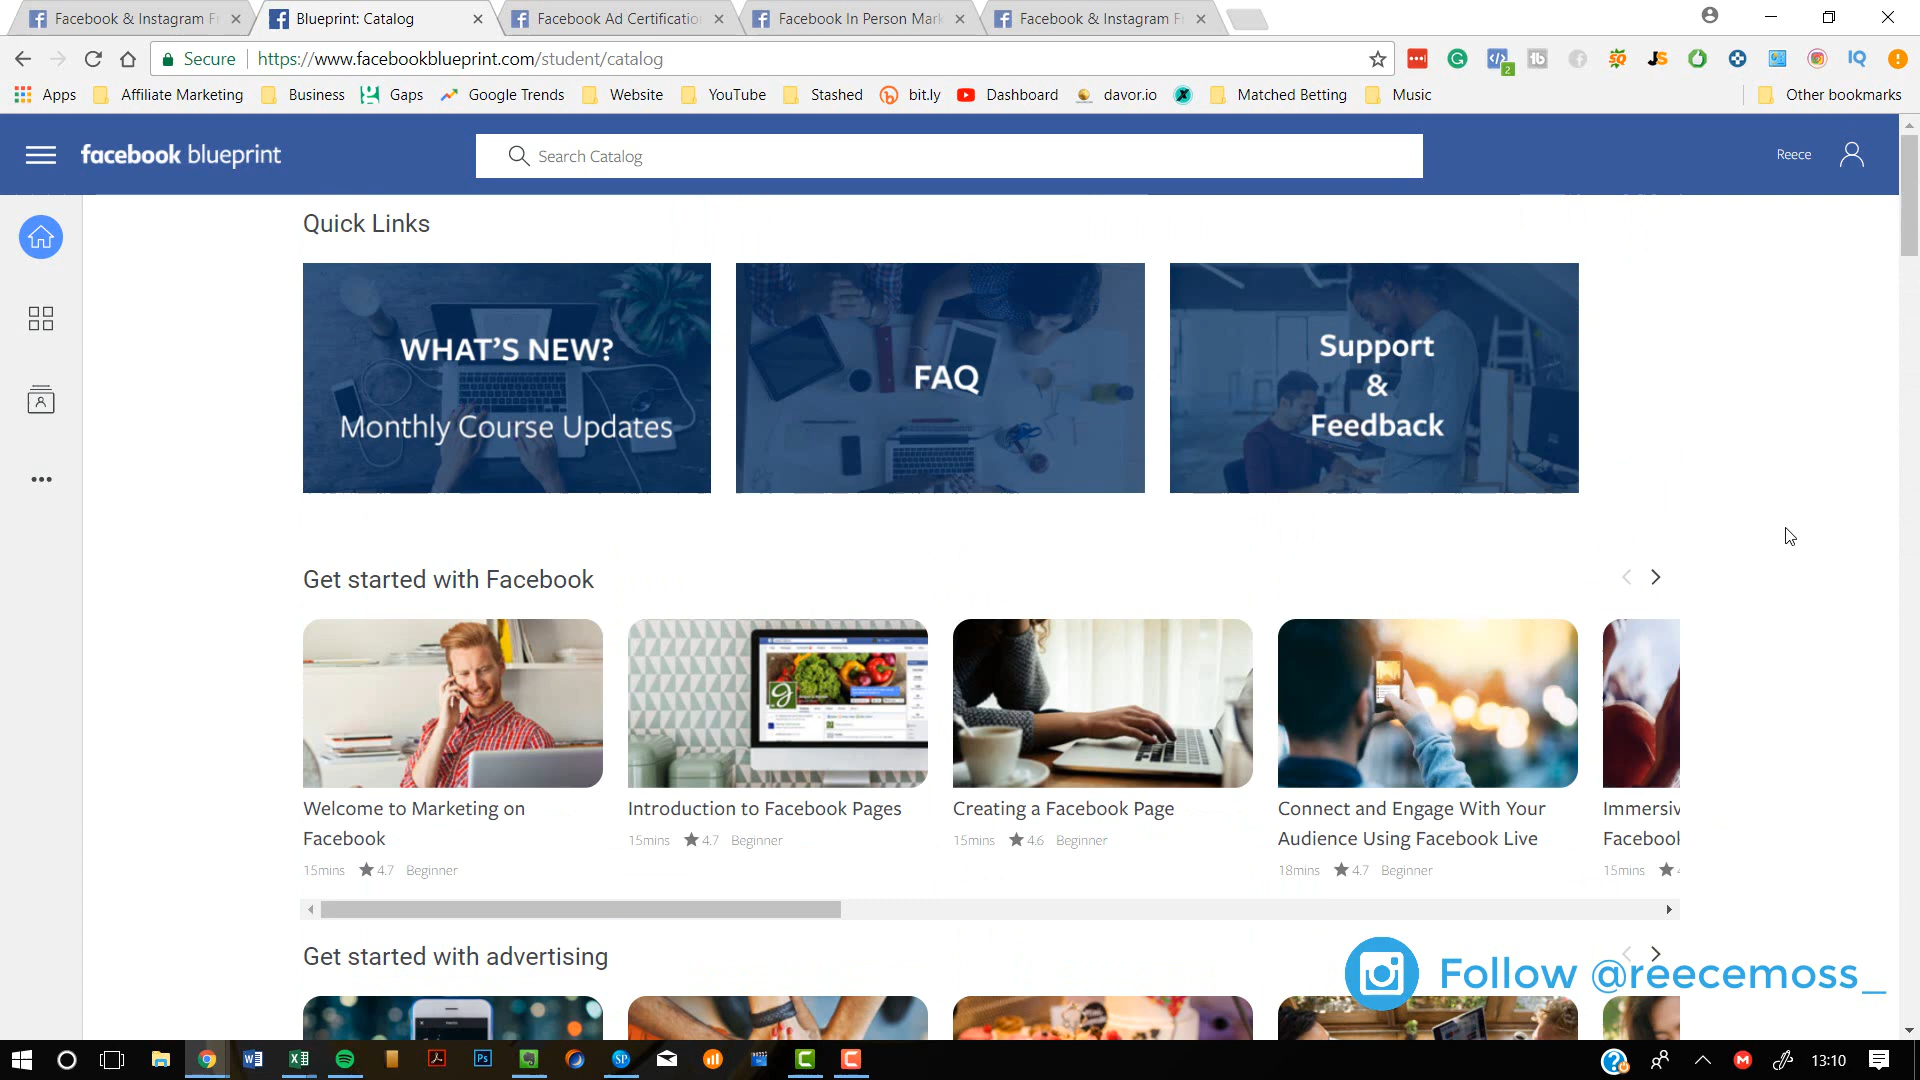 Facebook & Instagram F
Blueprint: Catalog
Facebook Ad Certificatio
Facebook In Person Mark
Facebook & Instagram F
Secure
https://www.facebookblueprint.com/student/catalog
Apps
Affiliate Marketing
Business
Gaps
Google Trends
Website
YouTube
Stashed
bit.ly
Dashboard
davor.io
Matched Betting
Music
Other bookmarks
facebook blueprint
Search Catalog
Reece
Quick Links
WHAT'S NEW?
Monthly Course Updates
FAQ
Support
&
Feedback
Get started with Facebook
Welcome to Marketing on
Facebook
15mins 4.7 Beginner
Introduction to Facebook Pages
15mins 4.7 Beginner
Creating a Facebook Page
15mins 4.6 Beginner
Connect and Engage With Your
Audience Using Facebook Live
18mins 4.7 Beginner
Immersiv
Facebook
15mins
Get started with advertising
Follow @reecemoss_
13:10